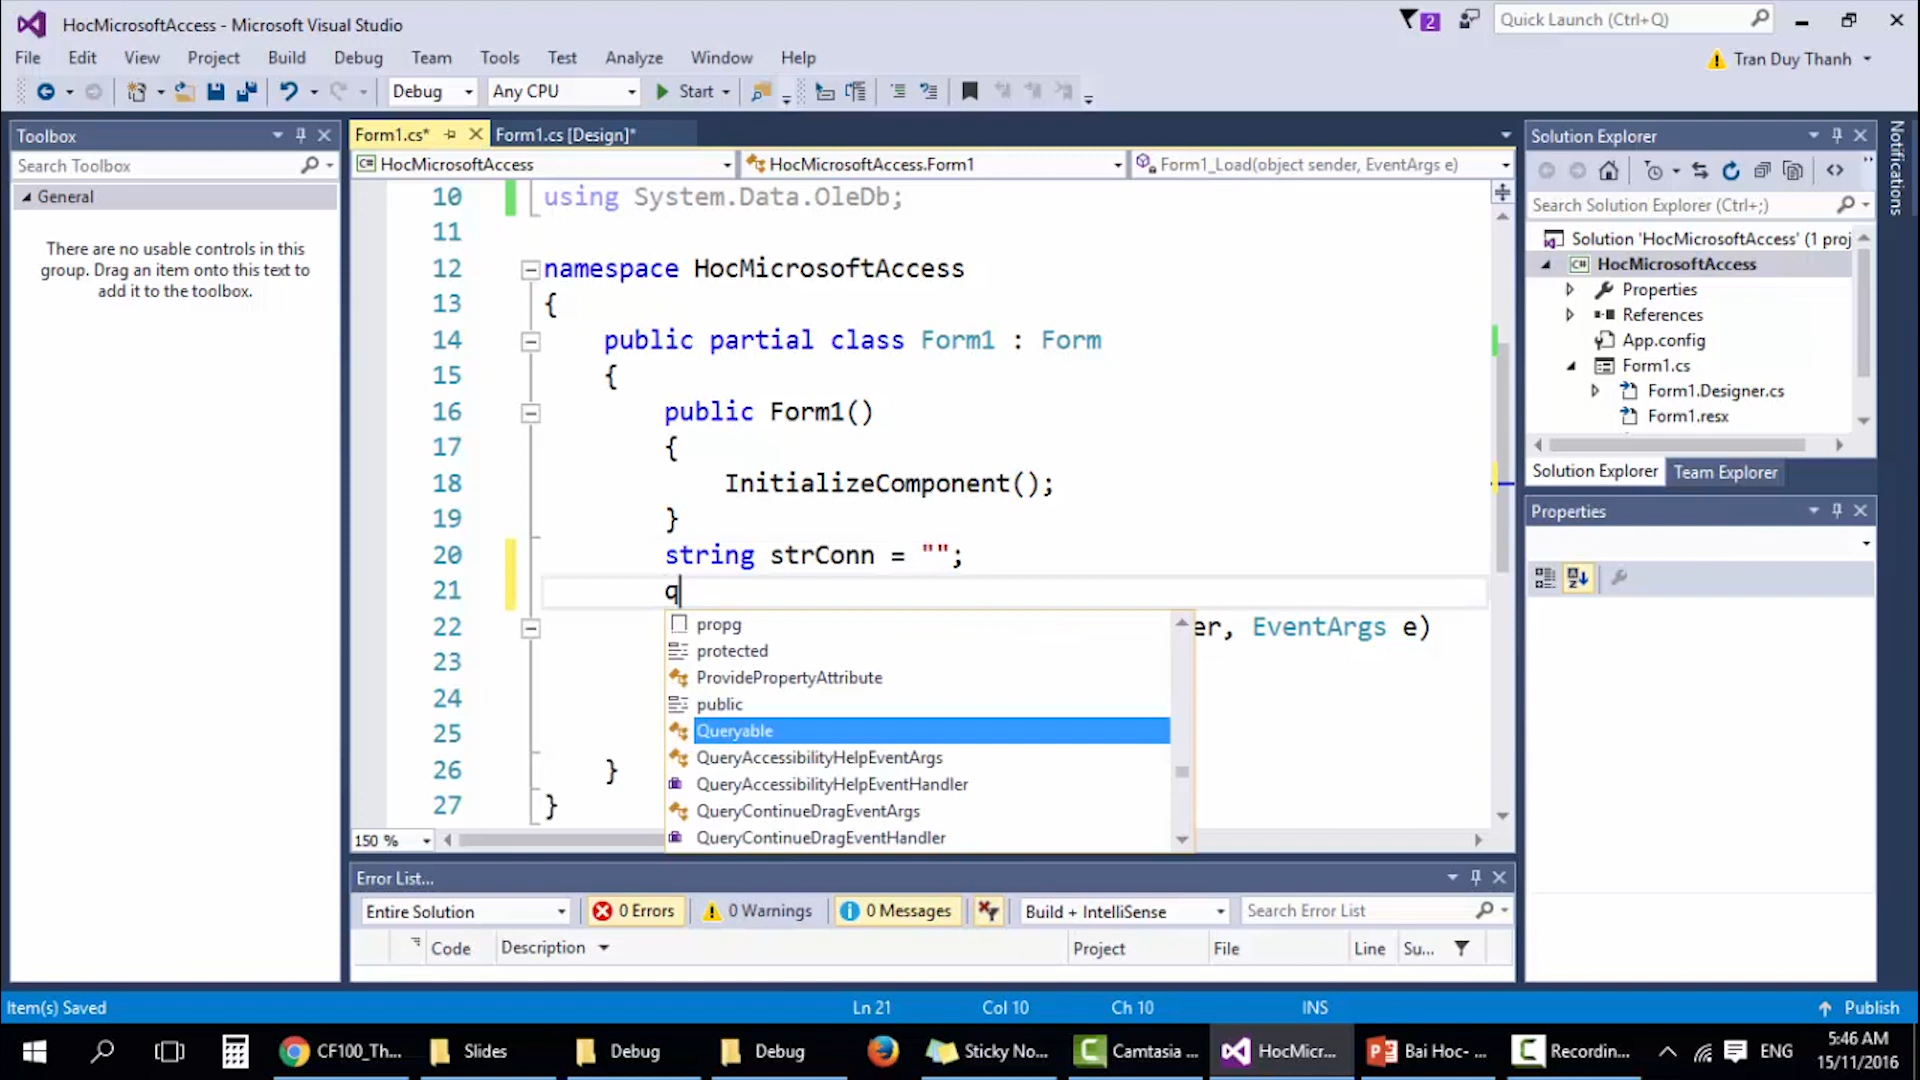 HocMicrosoftAccess - Microsoft Visual Studio
2
Quick Launch (Ctrl+Q)
File Edit View Project Build Debug Team Tools Test Analyze Window Help
Tran Duy Thanh
Debug Any CPU Start
Toolbox
Search Toolbox
General
There are no usable controls in this
group. Drag an item onto this text to
add it to the toolbox.
Form1.cs* Form1.cs [Design]*
HocMicrosoftAccess HocMicrosoftAccess.Form1 Form1_Load(object sender, EventArgs e)
10 using System.Data.OleDb;
11
12 namespace HocMicrosoftAccess
13 {
14 public partial class Form1 : Form
15 {
16 public Form1()
17 {
18 InitializeComponent();
19 }
20 string strConn = "";
21 q
22 er, EventArgs e)
23
24
25
26 }
27 }
propg
protected
ProvidePropertyAttribute
public
Queryable
QueryAccessibilityHelpEventArgs
QueryAccessibilityHelpEventHandler
QueryContinueDragEventArgs
QueryContinueDragEventHandler
150 %
Error List...
Entire Solution 0 Errors 0 Warnings 0 Messages Build + IntelliSense Search Error List
Code Description Project File Line Su...
Solution Explorer
Search Solution Explorer (Ctrl+;)
Solution 'HocMicrosoftAccess' (1 proj
HocMicrosoftAccess
Properties
References
App.config
Form1.cs
Form1.Designer.cs
Form1.resx
Solution Explorer Team Explorer
Properties
Notifications
Item(s) Saved Ln 21 Col 10 Ch 10 INS Publish
CF100_Th... Slides Debug Debug Sticky No... Camtasia ... HocMicr... Bai Hoc- ... Recordin... ENG
5:46 AM
15/11/2016